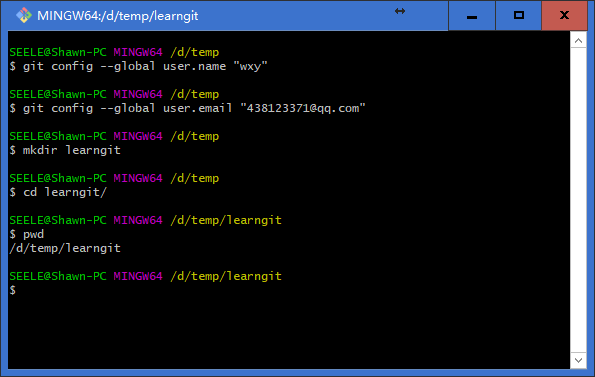 MINGW64:/d/temp/learngit
SEELE@Shawn-PC MINGW64 /d/temp
$ git config --global user.name "wxy"
SEELE@Shawn-PC MINGW64 /d/temp
$ git config --global user.email "438123371@qq.com"
SEELE@Shawn-PC MINGW64 /d/temp
$ mkdir learngit
SEELE@Shawn-PC MINGW64 /d/temp
$ cd learngit/
SEELE@Shawn-PC MINGW64 /d/temp/learngit
$ pwd
/d/temp/learngit
SEELE@Shawn-PC MINGW64 /d/temp/learngit
$